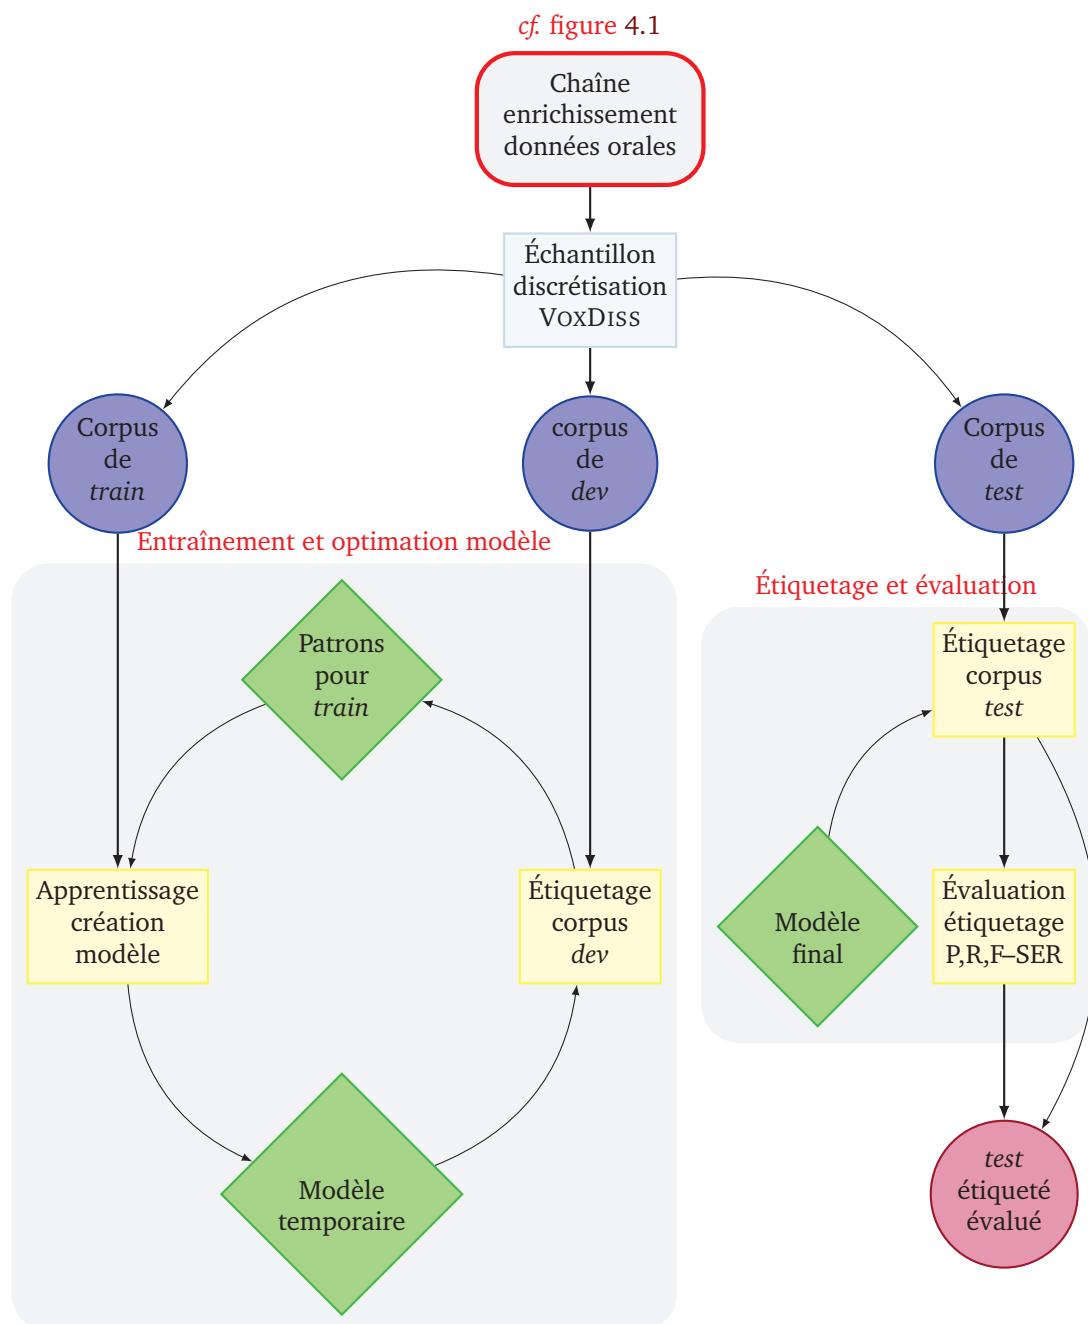 cf. figure 4.1
Chaîne
enrichissement
données orales
Échantillon
discrétisation
VOXDISS
Corpus
de
train
corpus
de
dev
Corpus
de
test
Entraînement et optimation modèle
Étiquetage et évaluation
Patrons
pour
train
Étiquetage
corpus
test
Apprentissage
création
modèle
Étiquetage
corpus
dev
Modèle
final
Évaluation
étiquetage
P,R,F–SER
Modèle
temporaire
test
étiqueté
évalué